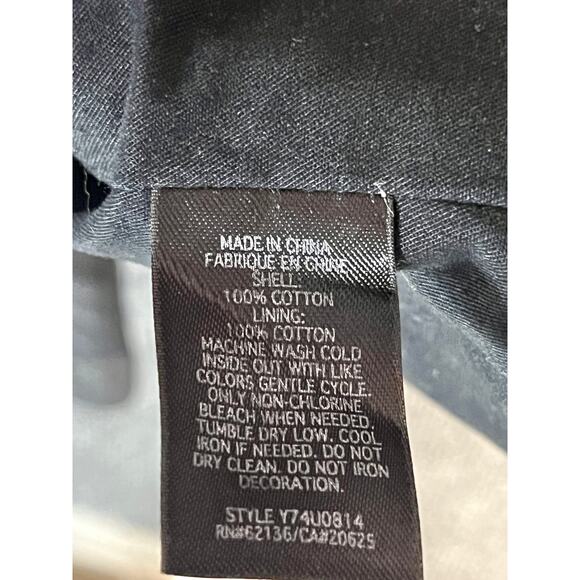 MADE IN CHINA
FABRIQUE EN CHINE
SHELL:
100% COTTON
LINING:
100% COTTON
MACHINE WASH COLD
INSIDE OUT WITH LIKE
COLORS GENTLE CYCLE.
ONLY NON-CHLORINE
BLEACH WHEN NEEDED.
TUMBLE DRY LOW. COOL
IRON IF NEEDED. DO NOT
DRY CLEAN. DO NOT IRON
DECORATION.
STYLE Y74U0814
RN#62136/CA#20625